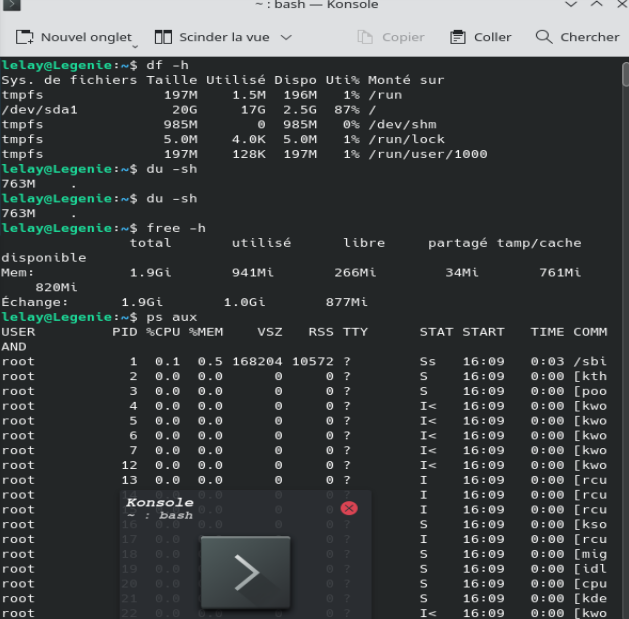 ~ : bash — Konsole
Nouvel onglet Scinder la vue Copier Coller Chercher
lelay@Legenie:~$ df -h
Sys. de fichiers Taille Utilisé Dispo Uti% Monté sur
tmpfs 197M 1.5M 196M 1% /run
/dev/sda1 20G 17G 2.5G 87% /
tmpfs 985M 0 985M 0% /dev/shm
tmpfs 5.0M 4.0K 5.0M 1% /run/lock
tmpfs 197M 128K 197M 1% /run/user/1000
lelay@Legenie:~$ du -sh
763M .
lelay@Legenie:~$ du -sh
763M .
lelay@Legenie:~$ free -h
total utilisé libre partagé tamp/cache
disponible
Mem: 1.9Gi 941Mi 266Mi 34Mi 761Mi
820Mi
Échange: 1.9Gi 1.0Gi 877Mi
lelay@Legenie:~$ ps aux
USER PID %CPU %MEM VSZ RSS TTY STAT START TIME COMM
AND
root 1 0.1 0.5 168204 10572 ? Ss 16:09 0:03 /sbi
root 2 0.0 0.0 0 0 ? S 16:09 0:00 [kth
root 3 0.0 0.0 0 0 ? S 16:09 0:00 [poo
root 4 0.0 0.0 0 0 ? I< 16:09 0:00 [kwo
root 5 0.0 0.0 0 0 ? I< 16:09 0:00 [kwo
root 6 0.0 0.0 0 0 ? I< 16:09 0:00 [kwo
root 7 0.0 0.0 0 0 ? I< 16:09 0:00 [kwo
root 12 0.0 0.0 0 0 ? I< 16:09 0:00 [kwo
root 13 0.0 0.0 0 0 ? I 16:09 0:00 [rcu
root 14 0.0 0.0 0 0 ? I 16:09 0:00 [rcu
Konsole
root I 16:09 0:00 [rcu
~ : bash
root 16 0.0 0.0 0 0 ? S 16:09 0:00 [kso
root 17 0.0 0 0 ? I 16:09 0:00 [rcu
root 18 0.0 0 0 ? S 16:09 0:00 [mig
root 19 0.0 0 0 ? S 16:09 0:00 [idl
root 20 0.0 0 0 ? S 16:09 0:00 [cpu
root 21 0.0 0 0 ? S 16:09 0:00 [kde
root 22 0.0 0 0 ? I< 16:09 0:00 [kwo